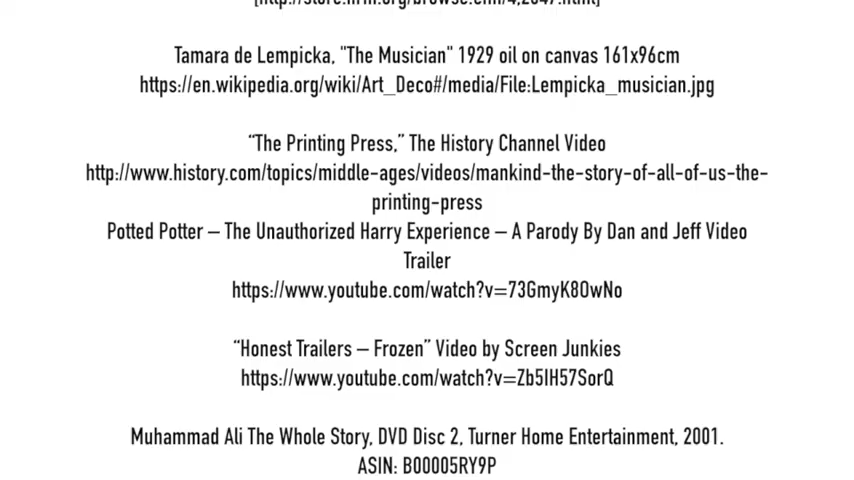 Tamara de Lempicka, "The Musician" 1929 oil on canvas 161x96cm
https://en.wikipedia.org/wiki/Art_Deco#/media/File:Lempicka_musician.jpg
“The Printing Press,” The History Channel Video
http://www.history.com/topics/middle-ages/videos/mankind-the-story-of-all-of-us-the-
printing-press
Potted Potter – The Unauthorized Harry Experience – A Parody By Dan and Jeff Video
Trailer
https://www.youtube.com/watch?v=73GmyK8OwNo
“Honest Trailers – Frozen” Video by Screen Junkies
https://www.youtube.com/watch?v=Zb5IH57SorQ
Muhammad Ali The Whole Story, DVD Disc 2, Turner Home Entertainment, 2001.
ASIN: B00005RY9P